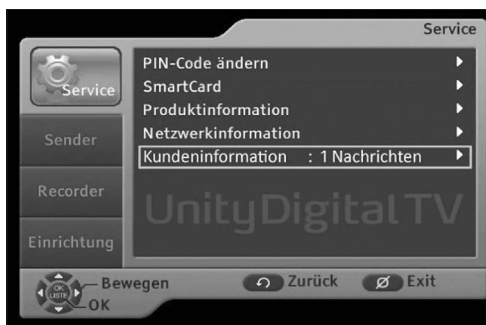 Service
Service
PIN-Code ändern
SmartCard
Produktinformation
Netzwerkinformation
Kundeninformation : 1 Nachrichten
Sender
Recorder
Einrichtung
UnityDigital TV
OK
LISTE
Bewegen
OK
Zurück
Exit